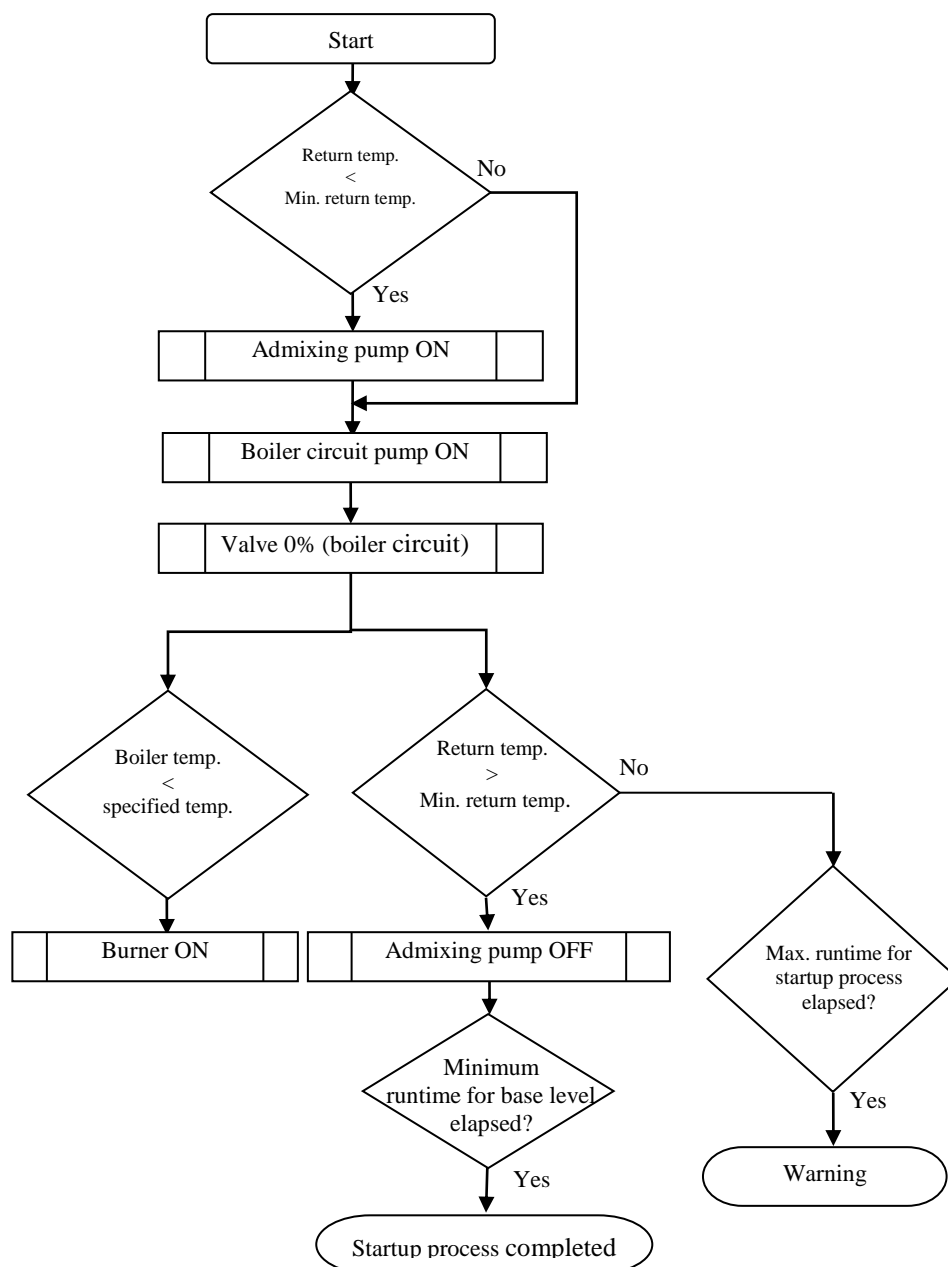 Start
Return temp.
<
Min. return temp.
No
Yes
Admixing pump ON
Boiler circuit pump ON
Valve 0% (boiler circuit)
Boiler temp.
<
specified temp.
Return temp.
>
Min. return temp.
No
Yes
Burner ON
Admixing pump OFF
Max. runtime for
startup process
elapsed?
Minimum
runtime for base level
elapsed?
Yes
Yes
Warning
Startup process completed